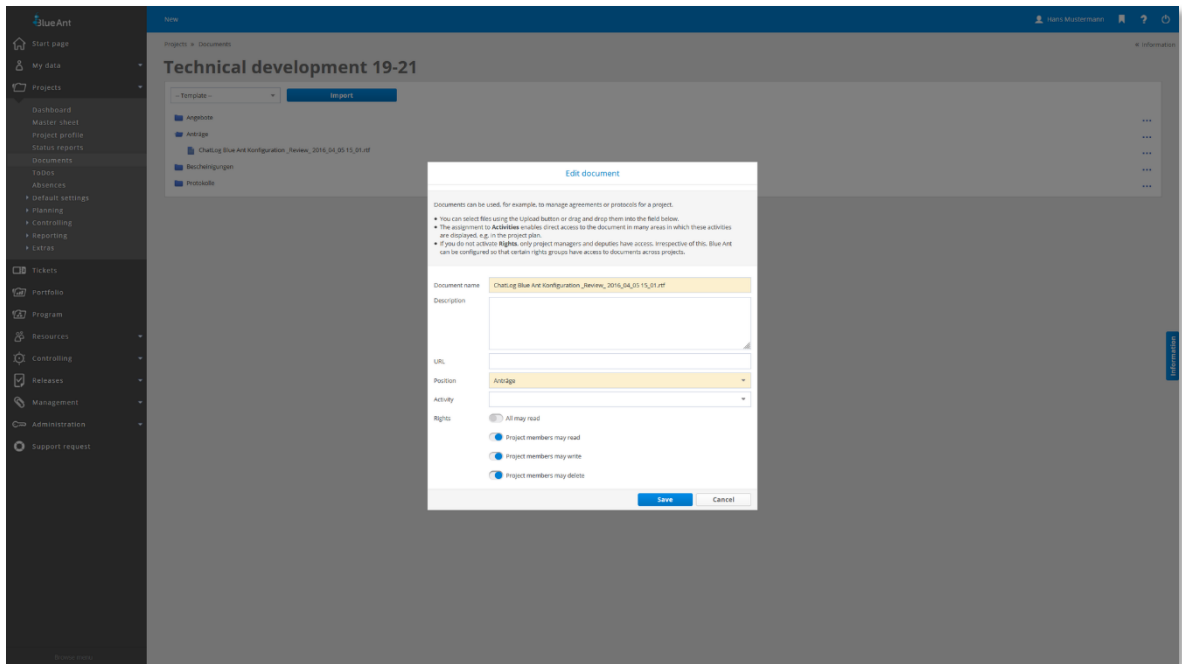 BlueAnt
New
Hans Mustermann
?
Start page
My data
Projects
Dashboard
Master sheet
Project profile
Status reports
Documents
ToDos
Absences
Default settings
Planning
Controlling
Reporting
Extras
Tickets
Portfolio
Program
Resources
Controlling
Releases
Management
Administration
Support request
Browse menu
Projects > Documents
Information
Technical development 19-21
-- Template --
Import
Angebote
Anträge
ChatLog Blue Ant Konfiguration _Review_ 2016_04_05 15_01.rtf
Bescheinigungen
Protokolle
Edit document
Documents can be used, for example, to manage agreements or protocols for a project.
• You can select files using the Upload button or drag and drop them into the field below.
• The assignment to Activities enables direct access to the document in many areas in which these activities
are displayed, e.g. in the project plan.
• If you do not activate Rights, only project managers and deputies have access. Irrespective of this, Blue Ant
can be configured so that certain rights groups have access to documents across projects.
Document name
ChatLog Blue Ant Konfiguration _Review_ 2016_04_05 15_01.rtf
Description
URL
Position
Anträge
Activity
Rights
All may read
Project members may read
Project members may write
Project members may delete
Save
Cancel
Information